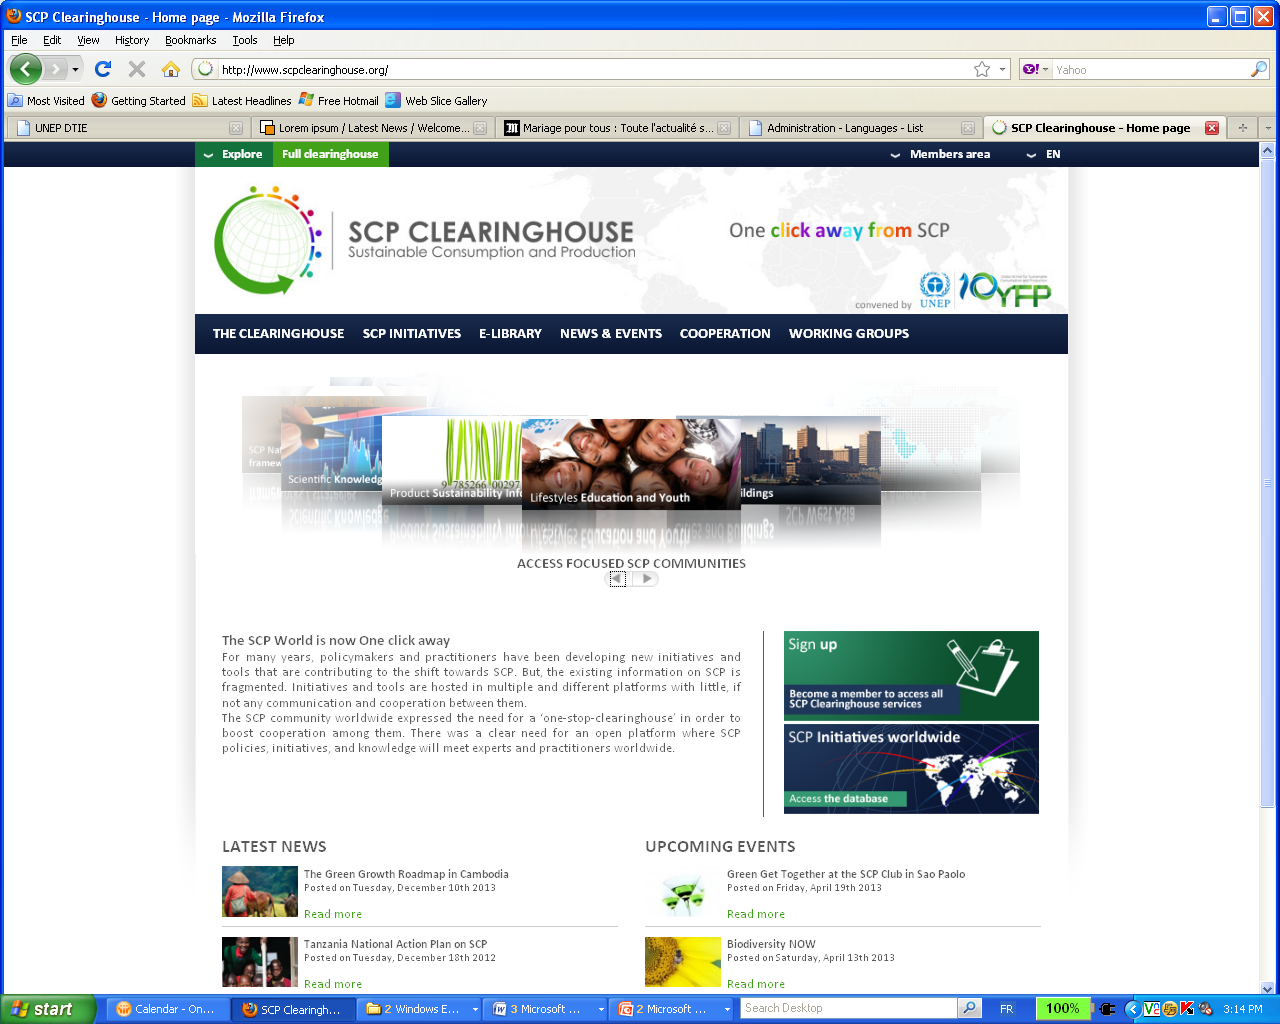 SCP Clearinghouse - Home page - Mozilla Firefox
File Edit View History Bookmarks Tools Help
http://www.scpclearinghouse.org/
Yahoo
Most Visited Getting Started Latest Headlines Free Hotmail Web Slice Gallery
UNEP DTIE
Lorem ipsum / Latest News / Welcome...
Mariage pour tous : Toute l'actualité s...
Administration - Languages - List
SCP Clearinghouse - Home page
Explore Full clearinghouse Members area EN
SCP CLEARINGHOUSE
Sustainable Consumption and Production
One click away from SCP
convened by UNEP 10YFP
THE CLEARINGHOUSE SCP INITIATIVES E-LIBRARY NEWS & EVENTS COOPERATION WORKING GROUPS
SCP Na
framew
Scientific Knowledg
9 785266 00297
Product Sustainability Info
Lifestyles Education and Youth
ildings
SCP West Asia
ACCESS FOCUSED SCP COMMUNITIES
The SCP World is now One click away
For many years, policymakers and practitioners have been developing new initiatives and
tools that are contributing to the shift towards SCP. But, the existing information on SCP is
fragmented. Initiatives and tools are hosted in multiple and different platforms with little, if
not any communication and cooperation between them.
The SCP community worldwide expressed the need for a ‘one-stop-clearinghouse’ in order to
boost cooperation among them. There was a clear need for an open platform where SCP
policies, initiatives, and knowledge will meet experts and practitioners worldwide.
Sign up
Become a member to access all
SCP Clearinghouse services
SCP Initiatives worldwide
Access the database
LATEST NEWS
The Green Growth Roadmap in Cambodia
Posted on Tuesday, December 10th 2013
Read more
Tanzania National Action Plan on SCP
Posted on Tuesday, December 18th 2012
Read more
UPCOMING EVENTS
Green Get Together at the SCP Club in Sao Paolo
Posted on Friday, April 19th 2013
Read more
Biodiversity NOW
Posted on Saturday, April 13th 2013
Read more
start Calendar - On... SCP Clearingh... 2 Windows E... 3 Microsoft ... 2 Microsoft ... Search Desktop FR 100% 3:14 PM